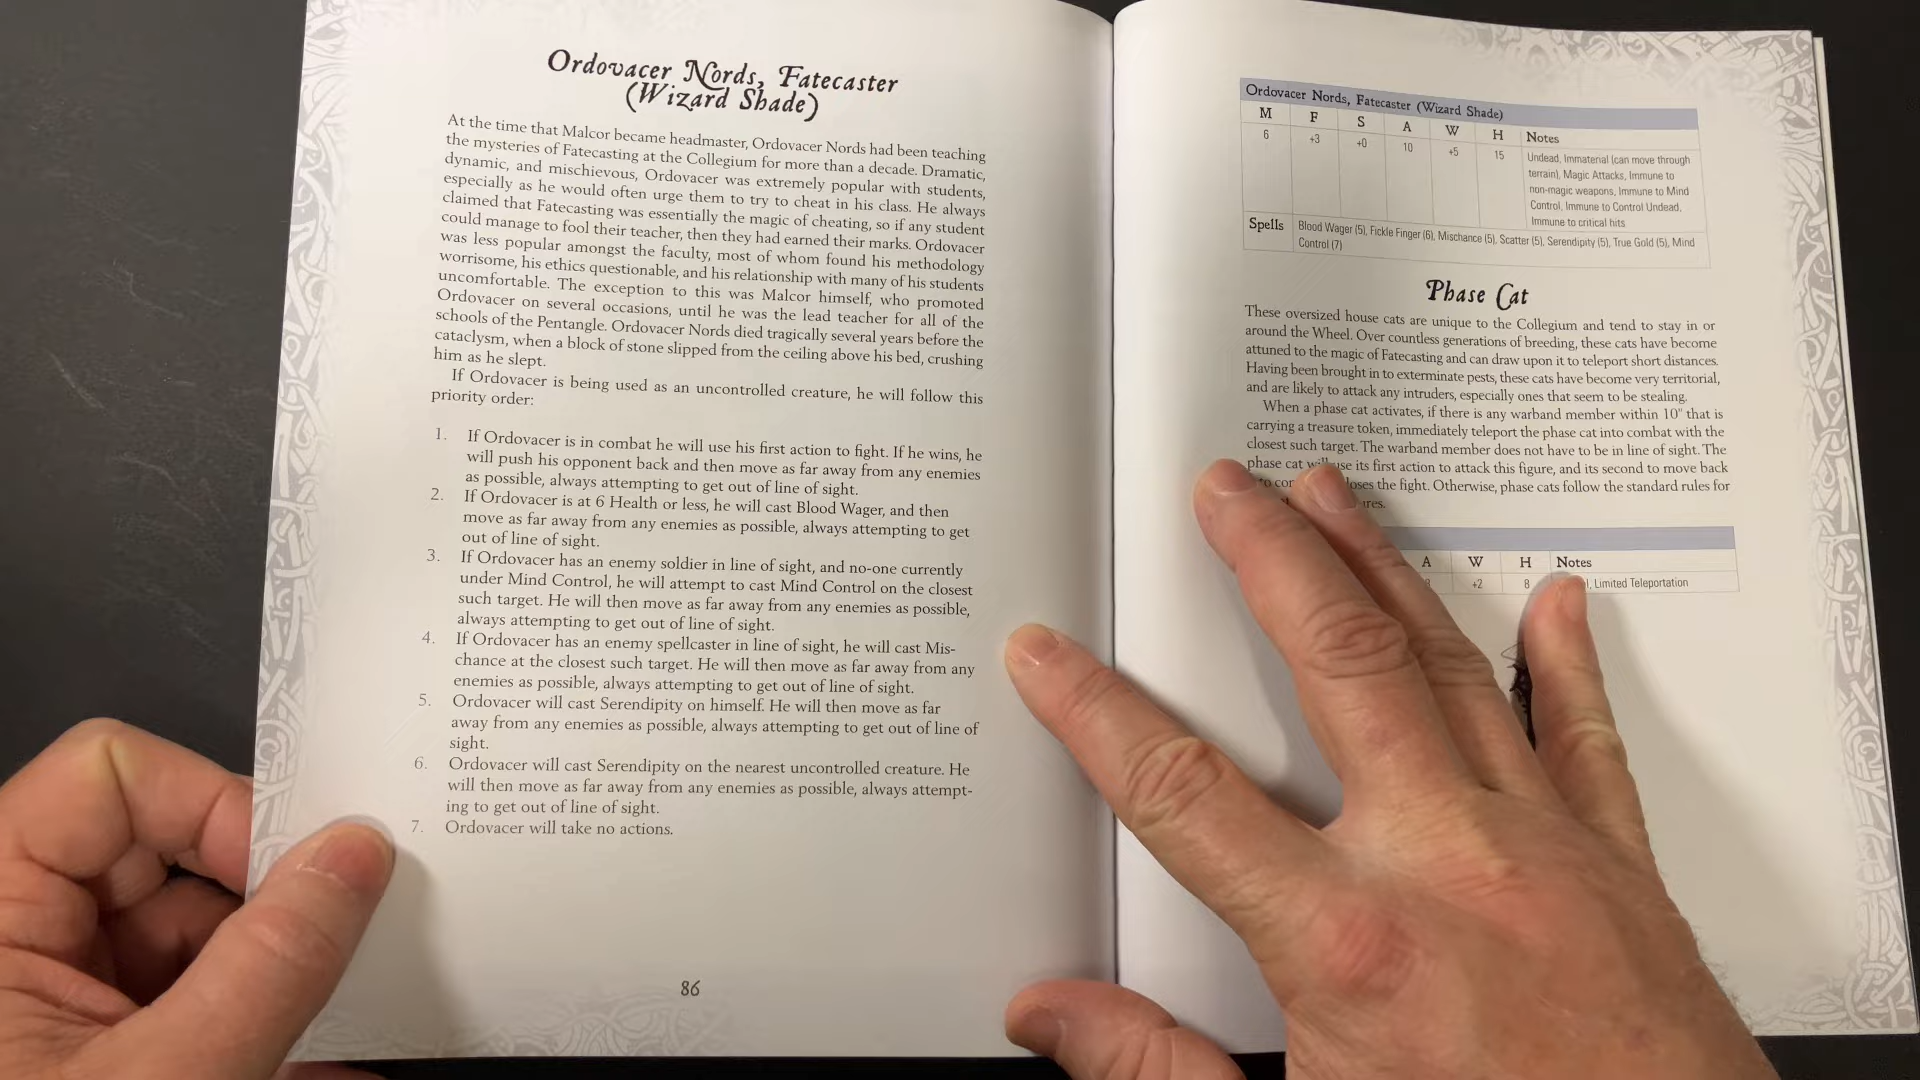 Ordovacer Nords, Fatecaster
(Wizard Shade)
At the time that Malcor became headmaster, Ordovacer Nords had been teaching
the mysteries of Fatecasting at the Collegium for more than a decade. Dramatic,
dynamic, and mischievous, Ordovacer was extremely popular with students,
especially as he would often urge them to try to cheat in his class. He always
claimed that Fatecasting was essentially the magic of cheating, so if any student
could manage to fool their teacher, then they had earned their marks. Ordovacer
was less popular amongst the faculty, most of whom found his methodology
worrisome, his ethics questionable, and his relationship with many of his students
uncomfortable. The exception to this was Malcor himself, who promoted
Ordovacer on several occasions, until he was the lead teacher for all of the
schools of the Pentangle. Ordovacer Nords died tragically several years before the
cataclysm, when a block of stone slipped from the ceiling above his bed, crushing
him as he slept.
If Ordovacer is being used as an uncontrolled creature, he will follow this
priority order:
1. If Ordovacer is in combat he will use his first action to fight. If he wins, he
will push his opponent back and then move as far away from any enemies
as possible, always attempting to get out of line of sight.
2. If Ordovacer is at 6 Health or less, he will cast Blood Wager, and then
move as far away from any enemies as possible, always attempting to get
out of line of sight.
3. If Ordovacer has an enemy soldier in line of sight, and no-one currently
under Mind Control, he will attempt to cast Mind Control on the closest
such target. He will then move as far away from any enemies as possible,
always attempting to get out of line of sight.
4. If Ordovacer has an enemy spellcaster in line of sight, he will cast Mis-
chance at the closest such target. He will then move as far away from any
enemies as possible, always attempting to get out of line of sight.
5. Ordovacer will cast Serendipity on himself. He will then move as far
away from any enemies as possible, always attempting to get out of line of
sight.
6. Ordovacer will cast Serendipity on the nearest uncontrolled creature. He
will then move as far away from any enemies as possible, always attempt-
ing to get out of line of sight.
7. Ordovacer will take no actions.
86
Ordovacer Nords, Fatecaster (Wizard Shade)
M F S A W H Notes
6 +3 +0 10 +5 15 Undead, Immaterial (can move through
terrain), Magic Attacks, Immune to
non-magic weapons, Immune to Mind
Control, Immune to Control Undead,
Immune to critical hits
Spells Blood Wager (5), Fickle Finger (6), Mischance (5), Scatter (5), Serendipity (5), True Gold (5), Mind
Control (7)
Phase Cat
These oversized house cats are unique to the Collegium and tend to stay in or
around the Wheel. Over countless generations of breeding, these cats have become
attuned to the magic of Fatecasting and can draw upon it to teleport short distances.
Having been brought in to exterminate pests, these cats have become very territorial,
and are likely to attack any intruders, especially ones that seem to be stealing.
When a phase cat activates, if there is any warband member within 10" that is
carrying a treasure token, immediately teleport the phase cat into combat with the
closest such target. The warband member does not have to be in line of sight. The
phase cat will use its first action to attack this figure, and its second to move back
loses the fight. Otherwise, phase cats follow the standard rules for
A W H Notes
8 +2 8 Limited Teleportation